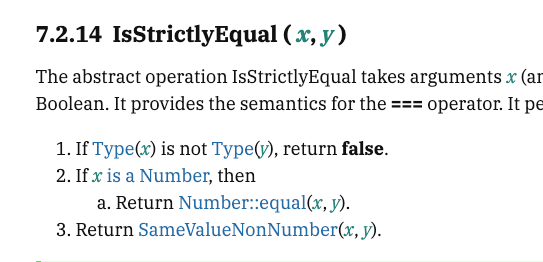 7.2.14 IsStrictlyEqual ( x, y )
The abstract operation IsStrictlyEqual takes arguments x (
Boolean. It provides the semantics for the === operator. It
1. If Type(x) is not Type(y), return false.
2. If x is a Number, then
a. Return Number::equal(x, y).
3. Return SameValueNonNumber(x, y).